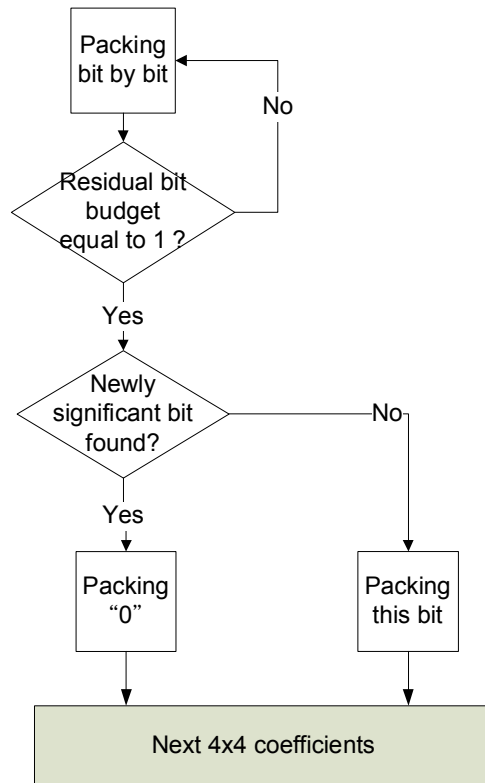 Packing
bit by bit
No
Residual bit
budget
equal to 1 ?
Yes
Newly
significant bit
found?
No
Yes
Packing
“0”
Packing
this bit
Next 4x4 coefficients